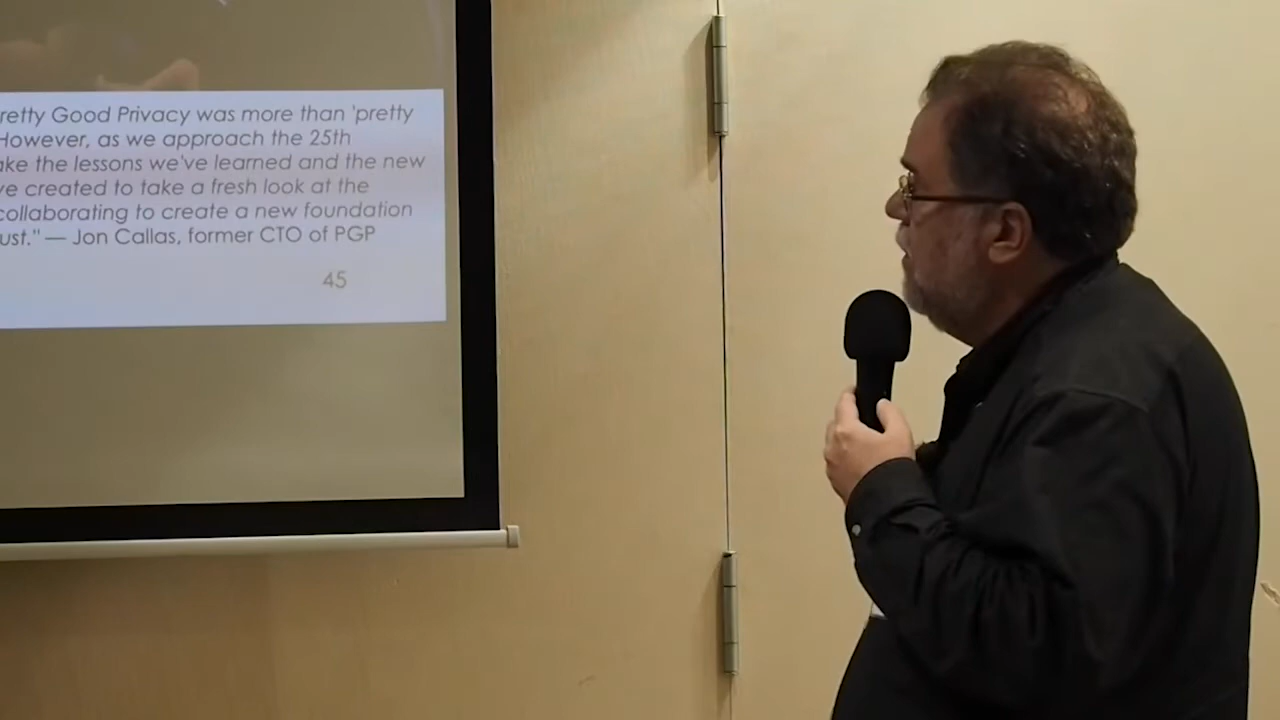 retty Good Privacy was more than 'pretty
However, as we approach the 25th
ake the lessons we've learned and the new
ve created to take a fresh look at the
collaborating to create a new foundation
ust." — Jon Callas, former CTO of PGP
45